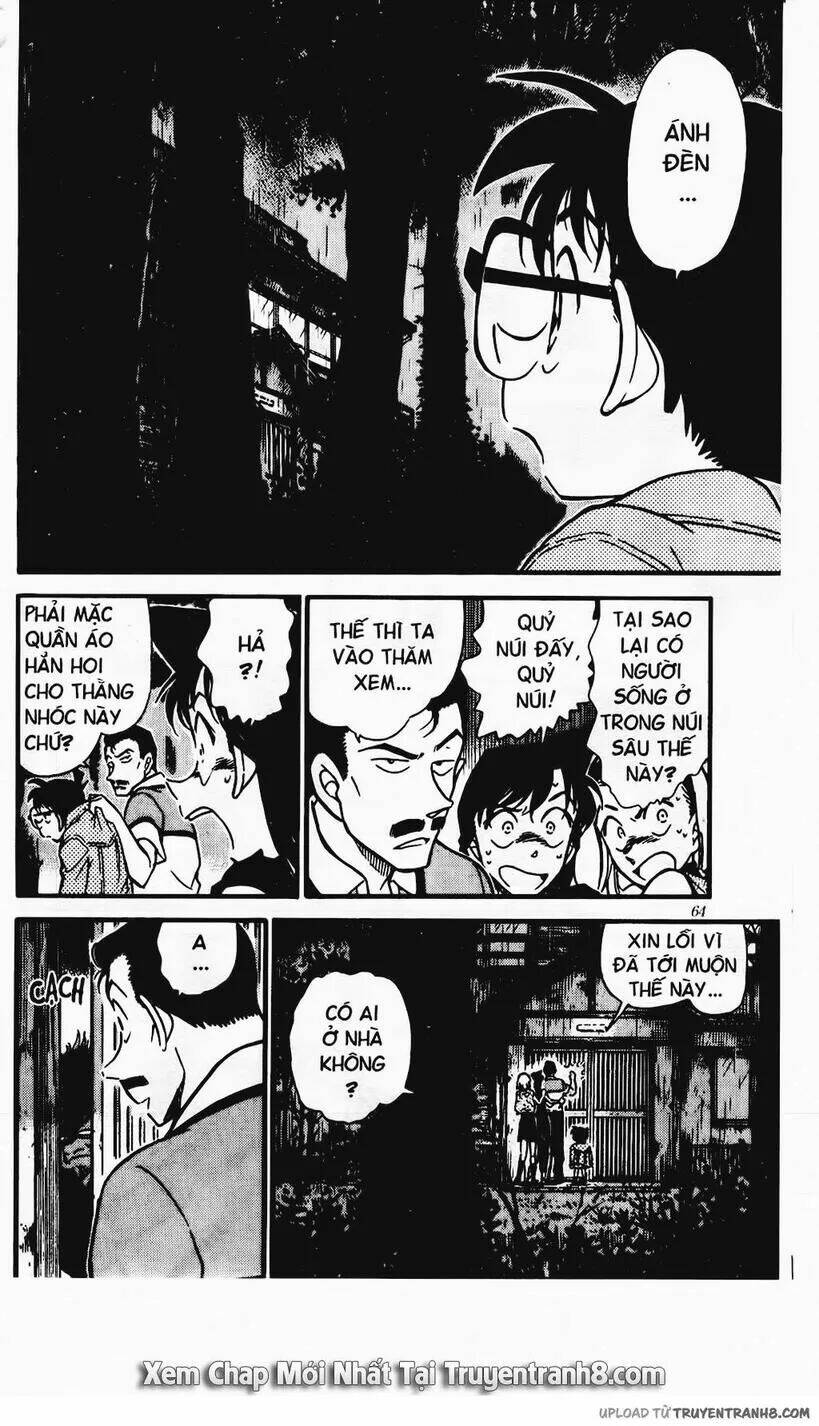 ÁNH
ĐÈN
...
PHẢI MẶC
QUẦN ÁO
HẲN HOI
CHO THẰNG
NHÓC NÀY
CHỨ?
HẢ
?!
THẾ THÌ TA
VÀO THĂM
XEM...
QUỶ
NÚI ĐẤY,
QUỶ
NÚI!
TẠI SAO
LẠI CÓ
NGƯỜI
SỐNG Ở
TRONG NÚI
SÂU THẾ
NÀY?
64
A
...
CẠCH
CÓ AI
Ở NHÀ
KHÔNG
?
XIN LỖI VÌ
ĐÃ TỚI MUỘN
THẾ NÀY...
Xem Chap Mới Nhất Tại Truyentranh8.com
UPLOAD TỪ TRUYENTRANH8.COM